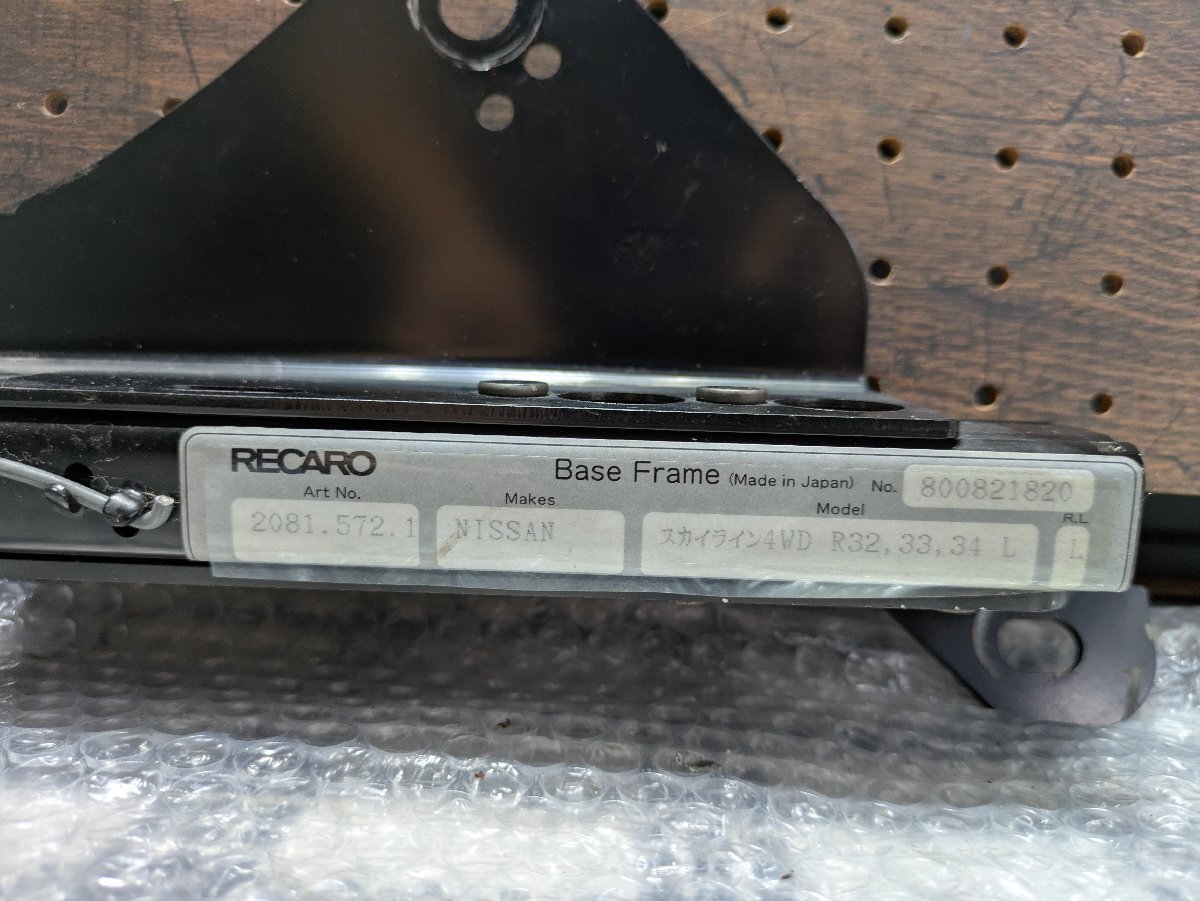 RECARO Base Frame (Made in Japan) No. 800821820
Art No. Makes Model R.L
2081.572.1 NISSAN スカイライン4WD R32,33,34 L L